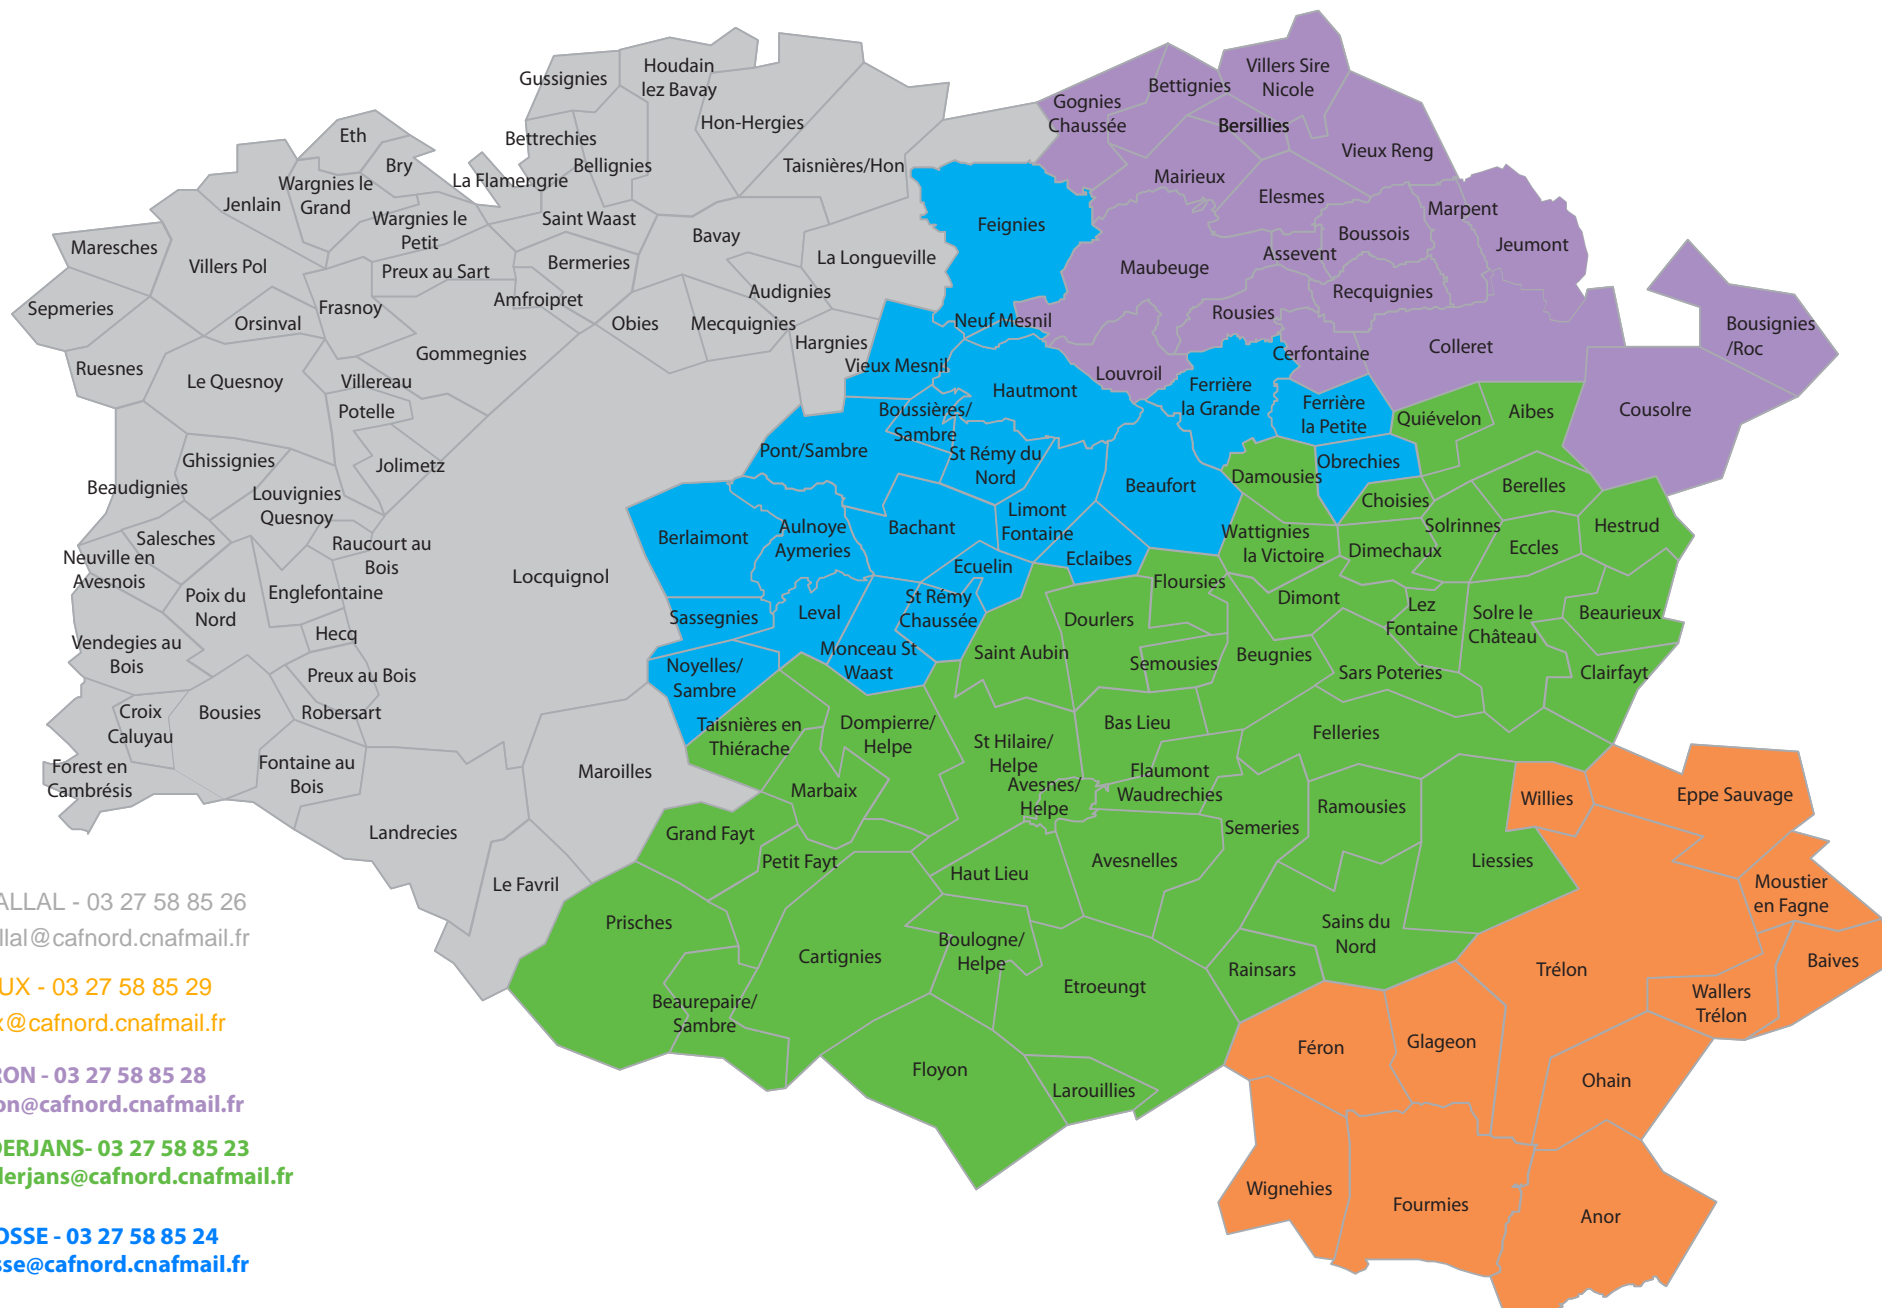 Gussignies
Houdain
lez Bavay
Hon-Hergies
Taisnières/Hon
Eth
Bry
Bettrechies
Bellignies
La Flamengrie
Wargnies le
Grand
Jenlain
Wargnies le
Petit
Saint Waast
Bavay
La Longueville
Maresches
Villers Pol
Preux au Sart
Bermeries
Audignies
Sepmeries
Orsinval
Frasnoy
Amfroipret
Obies
Mecquignies
Hargnies
Ruesnes
Le Quesnoy
Gommegnies
Villereau
Potelle
Jolimetz
Ghissignies
Beaudignies
Louvignies
Quesnoy
Salesches
Neuville en
Avesnois
Raucourt au
Bois
Locquignol
Poix du
Nord
Englefontaine
Hecq
Vendegies au
Bois
Preux au Bois
Croix
Caluyau
Bousies
Robersart
Forest en
Cambrésis
Fontaine au
Bois
Maroilles
Landrecies
Le Favril
Gognies
Chaussée
Bettignies
Villers Sire
Nicole
Bersillies
Vieux Reng
Mairieux
Elesmes
Marpent
Boussois
Jeumont
Assevent
Maubeuge
Recquignies
Rousies
Cerfontaine
Colleret
Louvroil
Bousignies
/Roc
Cousolre
Feignies
Neuf Mesnil
Vieux Mesnil
Hautmont
Ferrière
la Grande
Ferrière
la Petite
Boussières/
Sambre
Pont/Sambre
St Rémy du
Nord
Obrechies
Beaufort
Limont
Fontaine
Bachant
Aulnoye
Aymeries
Berlaimont
Eclaibes
Ecuelin
St Rémy
Chaussée
Leval
Sassegnies
Monceau St
Waast
Noyelles/
Sambre
Quiévelon
Aibes
Damousies
Choisies
Berelles
Solrinnes
Hestrud
Wattignies
la Victoire
Dimechaux
Eccles
Floursies
Dimont
Lez
Fontaine
Solre le
Château
Beaurieux
Dourlers
Saint Aubin
Semousies
Beugnies
Sars Poteries
Clairfayt
Taisnières en
Thiérache
Dompierre/
Helpe
St Hilaire/
Helpe
Bas Lieu
Felleries
Flaumont
Waudrechies
Avesnes/
Helpe
Marbaix
Semeries
Ramousies
Grand Fayt
Petit Fayt
Haut Lieu
Avesnelles
Liessies
Prisches
Cartignies
Boulogne/
Helpe
Sains du
Nord
Rainsars
Etroeungt
Beaurepaire/
Sambre
Floyon
Larouillies
Willies
Eppe Sauvage
Moustier
en Fagne
Trélon
Baives
Wallers
Trélon
Féron
Glageon
Ohain
Wignehies
Fourmies
Anor
ALLAL - 03 27 58 85 26
llal@cafnord.cnafmail.fr
UX - 03 27 58 85 29
x@cafnord.cnafmail.fr
RON - 03 27 58 85 28
on@cafnord.cnafmail.fr
DERJANS- 03 27 58 85 23
derjans@cafnord.cnafmail.fr
OSSE - 03 27 58 85 24
sse@cafnord.cnafmail.fr